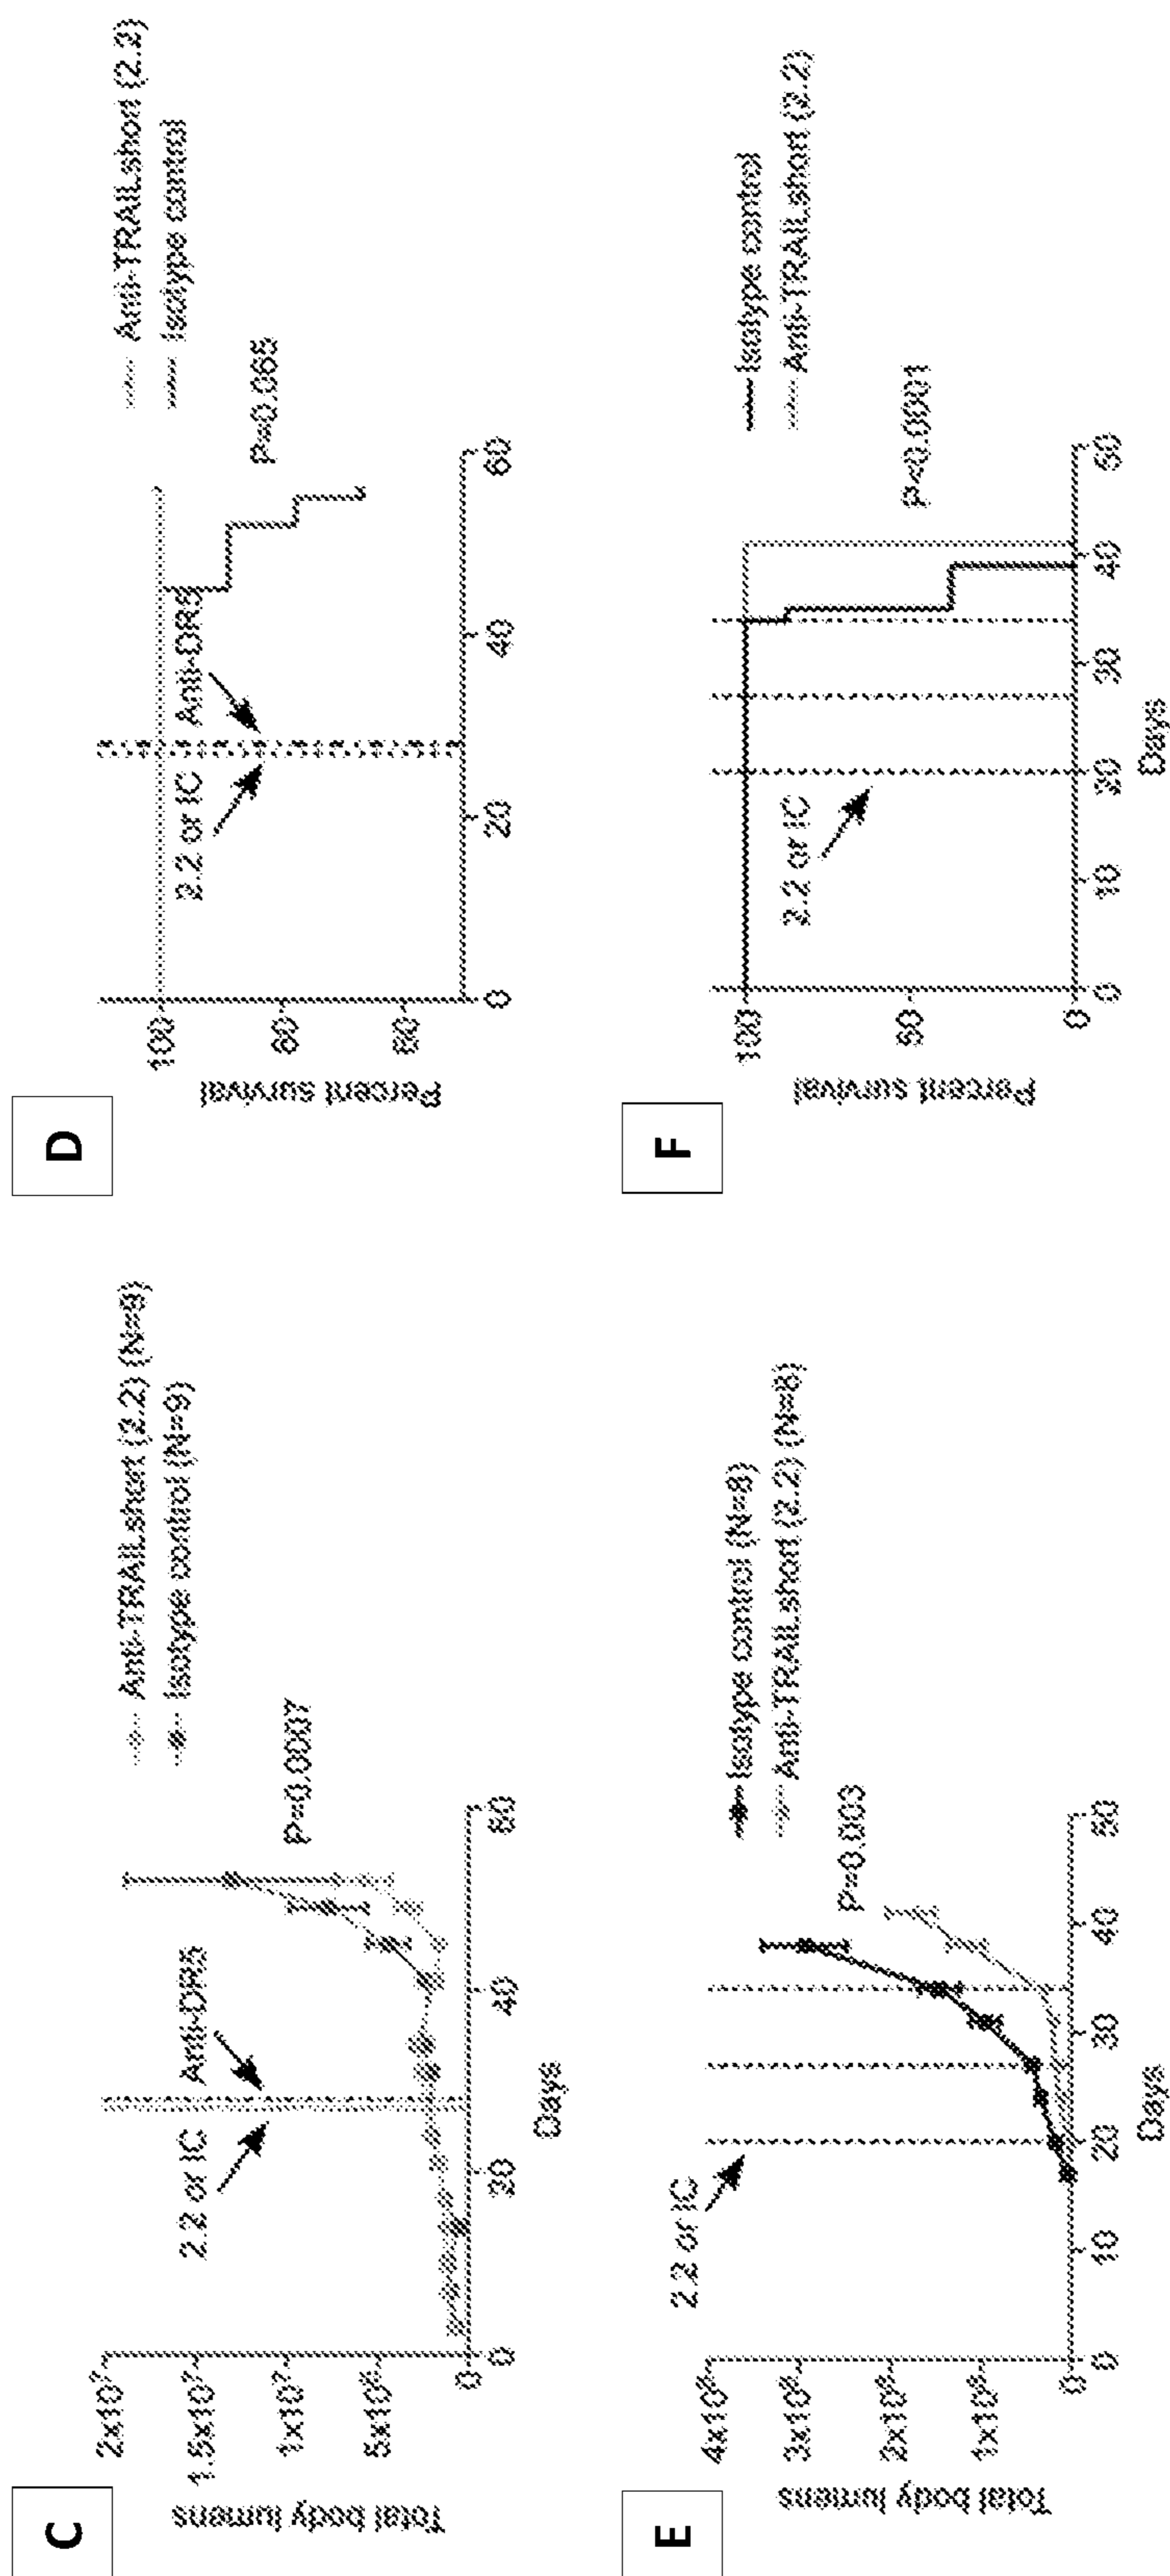 C
Total body lumens
2x10⁷
1.5x10⁷
1x10⁷
5x10⁶
0
0
20
40
60
Days
2.2 or IC
Anti-DR5
P=0.0007
Anti-TRAILshort (2.2) (N=9)
Isotype control (N=9)
D
Percent survival
100
80
60
0
20
40
60
2.2 or IC
Anti-DR5
P=0.065
Anti-TRAILshort (2.2)
Isotype control
E
Total body lumens
0
0
10
20
30
40
50
Days
2.2 or IC
P=0.003
Isotype control (N=8)
Anti-TRAILshort (2.2) (N=8)
F
Percent survival
100
50
0
0
10
20
30
40
50
Days
2.2 or IC
P<0.0001
Isotype control
Anti-TRAILshort (2.2)